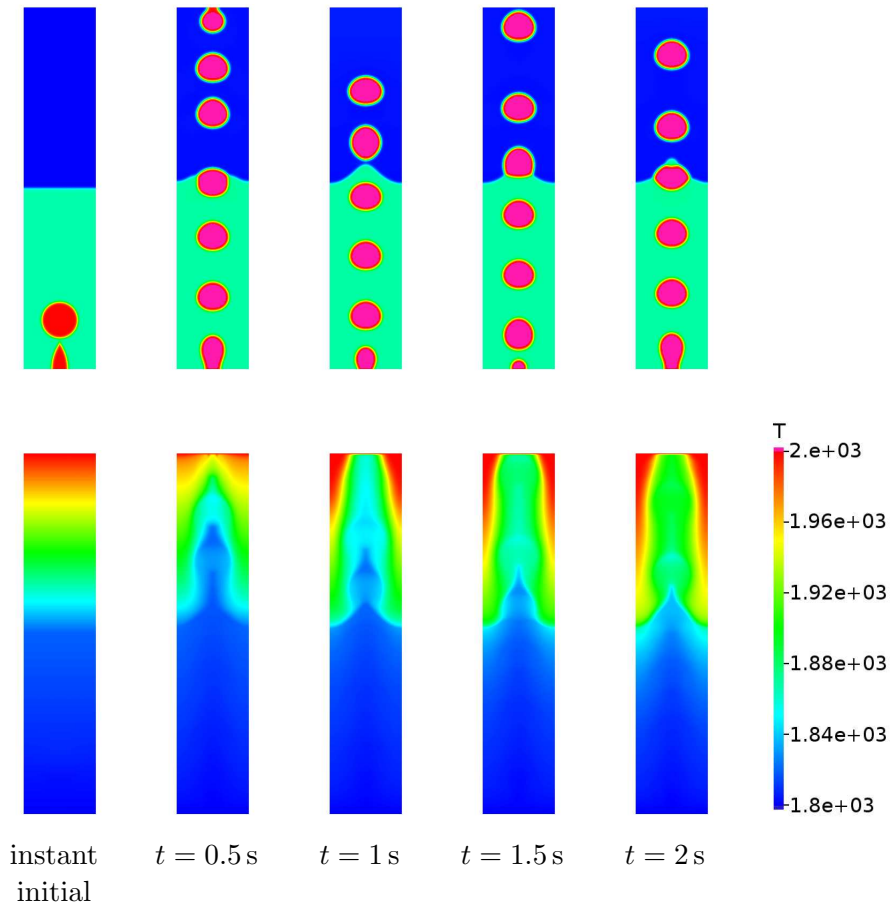 T
2.e+03
1.96e+03
1.92e+03
1.88e+03
1.84e+03
1.8e+03
instant initial
t = 0.5 s
t = 1 s
t = 1.5 s
t = 2 s